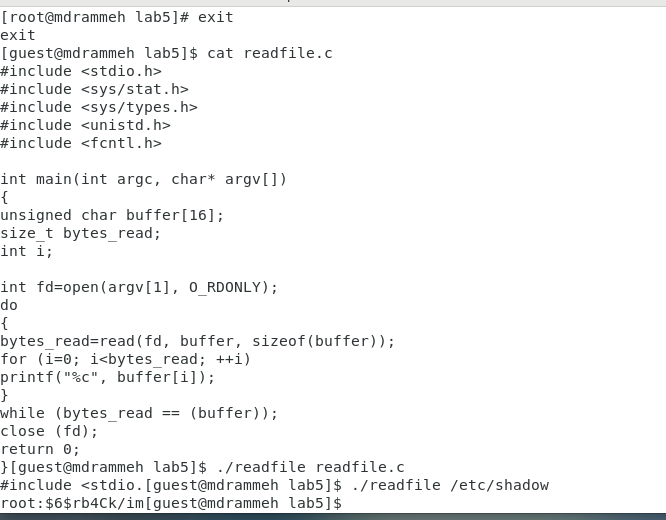 [root@mdrammeh lab5]# exit
exit
[guest@mdrammeh lab5]$ cat readfile.c
#include <stdio.h>
#include <sys/stat.h>
#include <sys/types.h>
#include <unistd.h>
#include <fcntl.h>

int main(int argc, char* argv[])
{
unsigned char buffer[16];
size_t bytes_read;
int i;

int fd=open(argv[1], O_RDONLY);
do
{
bytes_read=read(fd, buffer, sizeof(buffer));
for (i=0; i<bytes_read; ++i)
printf("%c", buffer[i]);
}
while (bytes_read == (buffer));
close (fd);
return 0;
}[guest@mdrammeh lab5]$ ./readfile readfile.c
#include <stdio.[guest@mdrammeh lab5]$ ./readfile /etc/shadow
root:$6$rb4Ck/im[guest@mdrammeh lab5]$